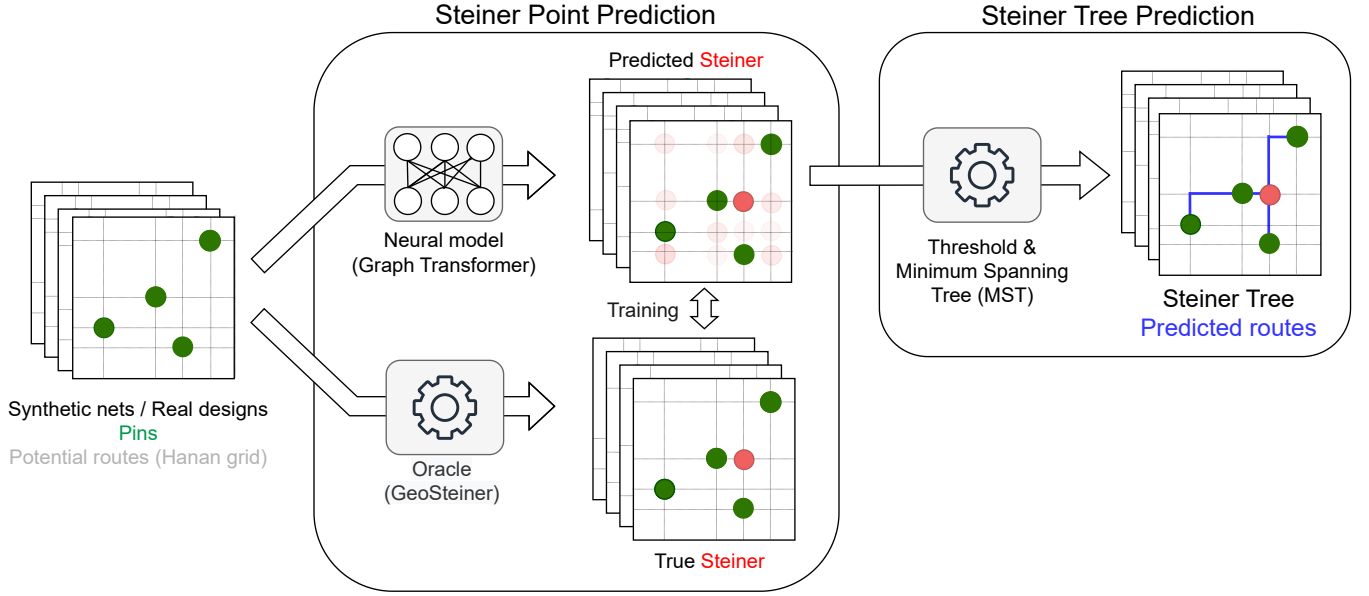 Steiner Point Prediction
Steiner Tree Prediction
Predicted Steiner
Neural model
(Graph Transformer)
Training
Threshold &
Minimum Spanning
Tree (MST)
Steiner Tree
Predicted routes
Synthetic nets / Real designs
Pins
Potential routes (Hanan grid)
Oracle
(GeoSteiner)
True Steiner